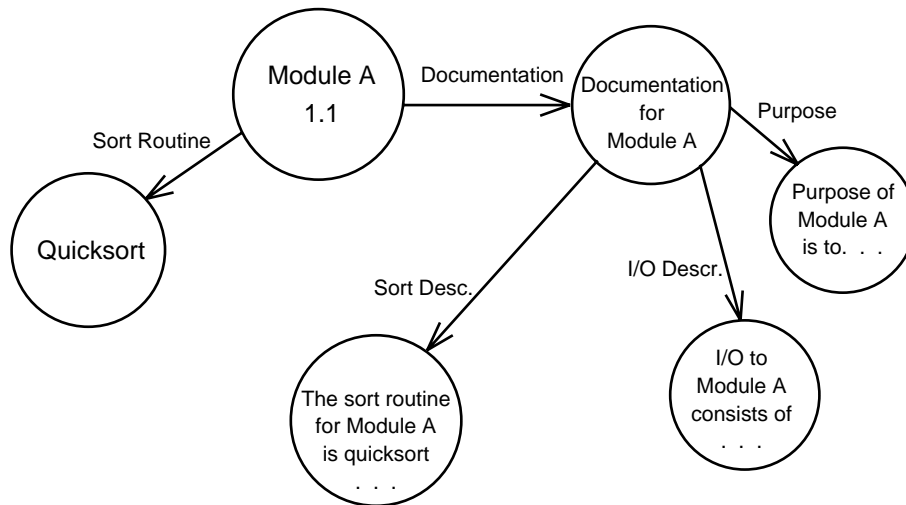 Module A
1.1
Documentation
Documentation
for
Module A
Purpose
Sort Routine
Quicksort
Purpose of
Module A
is to. . .
Sort Desc.
I/O Descr.
The sort routine
for Module A
is quicksort
. . .
I/O to
Module A
consists of
. . .